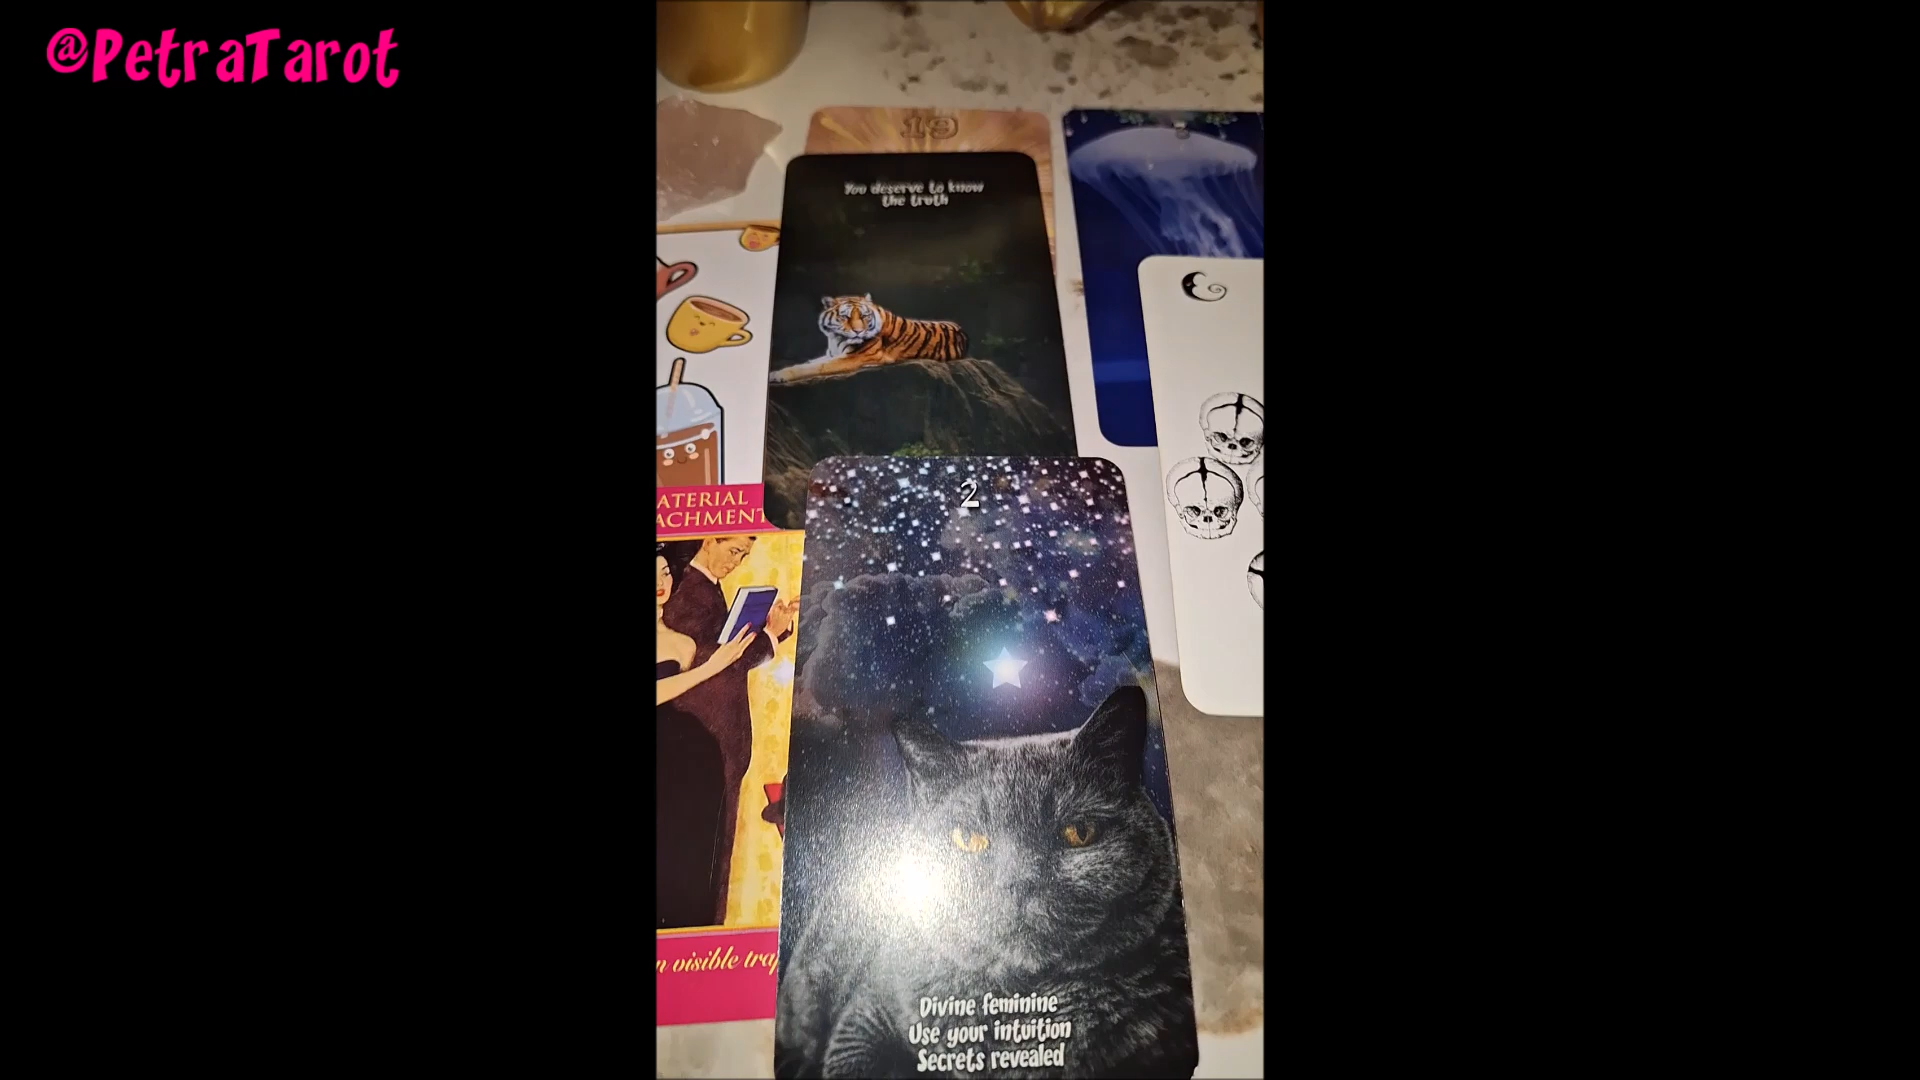 @PetraTarot
19
You deserve to know
the truth
ATERIAL
ACHMENT
2
n visible trap
Divine feminine
Use your intuition
Secrets revealed